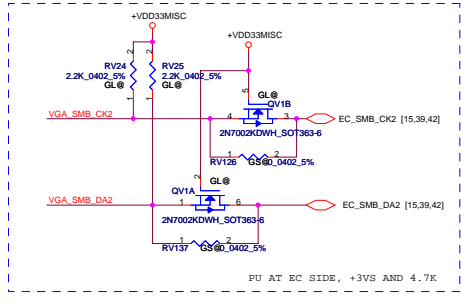 +VDD33MISC
+VDD33MISC
RV24
2.2K_0402_5%
GL@
RV25
2.2K_0402_5%
GL@
2
2
1
1
5
GL@
QV1B
VGA_SMB_CK2
4
3
EC_SMB_CK2 [15,39,42]
2N7002KDWH_SOT363-6
1
2
RV126
GS@0_0402_5%
2
GL@
QV1A
VGA_SMB_DA2
1
6
EC_SMB_DA2 [15,39,42]
2N7002KDWH_SOT363-6
1
2
RV137
GS@0_0402_5%
PU AT EC SIDE, +3VS AND 4.7K